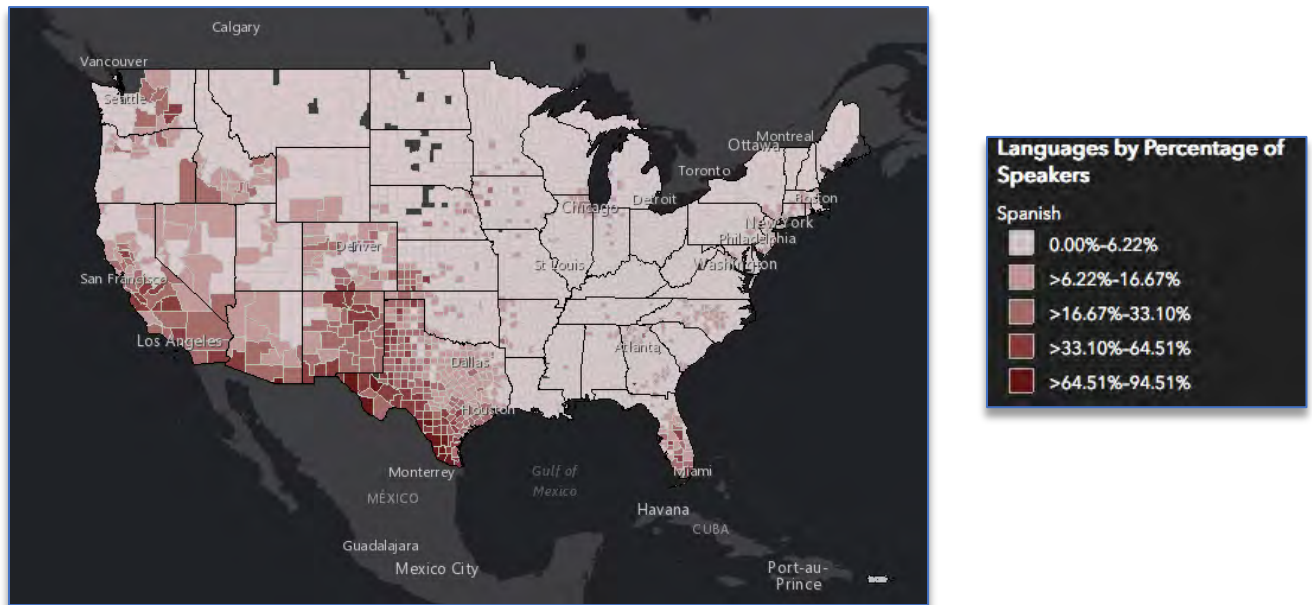 Calgary
Vancouver
Seattle
Montreal
Ottawa
Toronto
Boston
Detroit
Chicago
New York
Philadelphia
Denver
Washington
St Louis
San Francisco
Los Angeles
Atlanta
Dallas
Houston
Monterrey
Gulf of
Mexico
Miami
MÉXICO
Havana
CUBA
Guadalajara
Mexico City
Port-au-
Prince
Languages by Percentage of
Speakers
Spanish
0.00%-6.22%
>6.22%-16.67%
>16.67%-33.10%
>33.10%-64.51%
>64.51%-94.51%